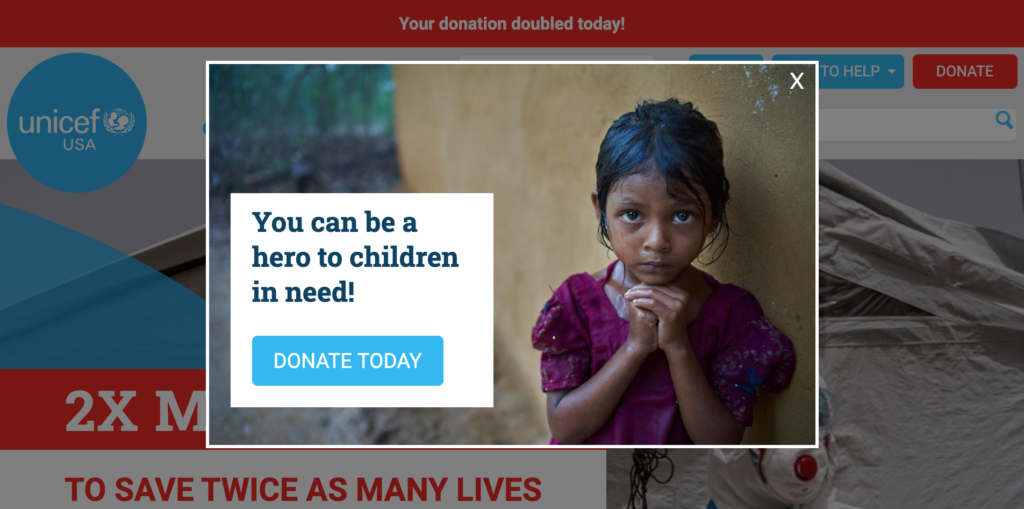 Your donation doubled today!
unicef
USA
TO HELP
DONATE
X
You can be a
hero to children
in need!
DONATE TODAY
2X M
TO SAVE TWICE AS MANY LIVES